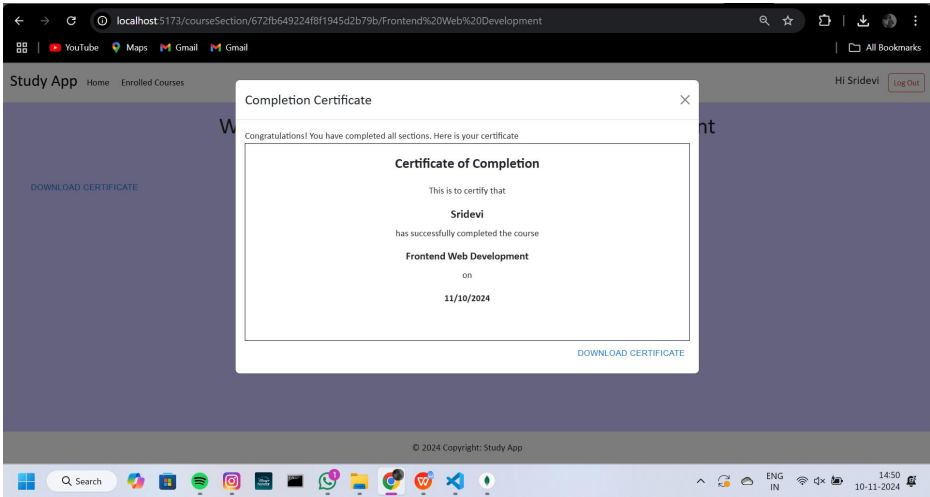 localhost:5173/courseSection/672fb649224f8f1945d2b79b/Frontend%20Web%20Development
YouTube Maps Gmail Gmail All Bookmarks
Study App Home Enrolled Courses Hi Sridevi Log Out
Completion Certificate
W nt
Congratulations! You have completed all sections. Here is your certificate
Certificate of Completion
This is to certify that
DOWNLOAD CERTIFICATE
Sridevi
has successfully completed the course
Frontend Web Development
on
11/10/2024
DOWNLOAD CERTIFICATE
© 2024 Copyright: Study App
Search ENG 14:50
IN 10-11-2024